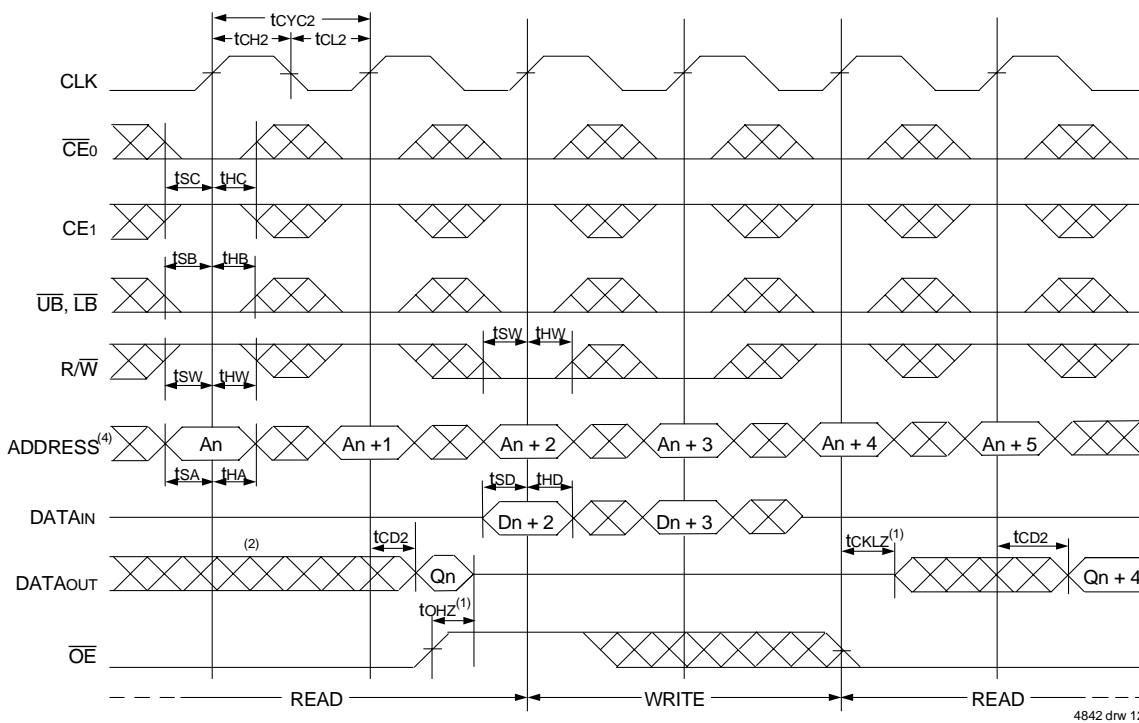 tCYC2
tCH2 tCL2
CLK
CE0
tSC tHC
CE1
tSB tHB
UB, LB
tSW tHW
R/W
tSW tHW
ADDRESS(4) An An + 1 An + 2 An + 3 An + 4 An + 5
tSA tHA tSD tHD
DATAIN Dn + 2 Dn + 3
tCD2 tCKLZ(1) tCD2
(2)
DATAOUT Qn Qn + 4
tOHZ(1)
OE
READ WRITE READ
4842 drw 12